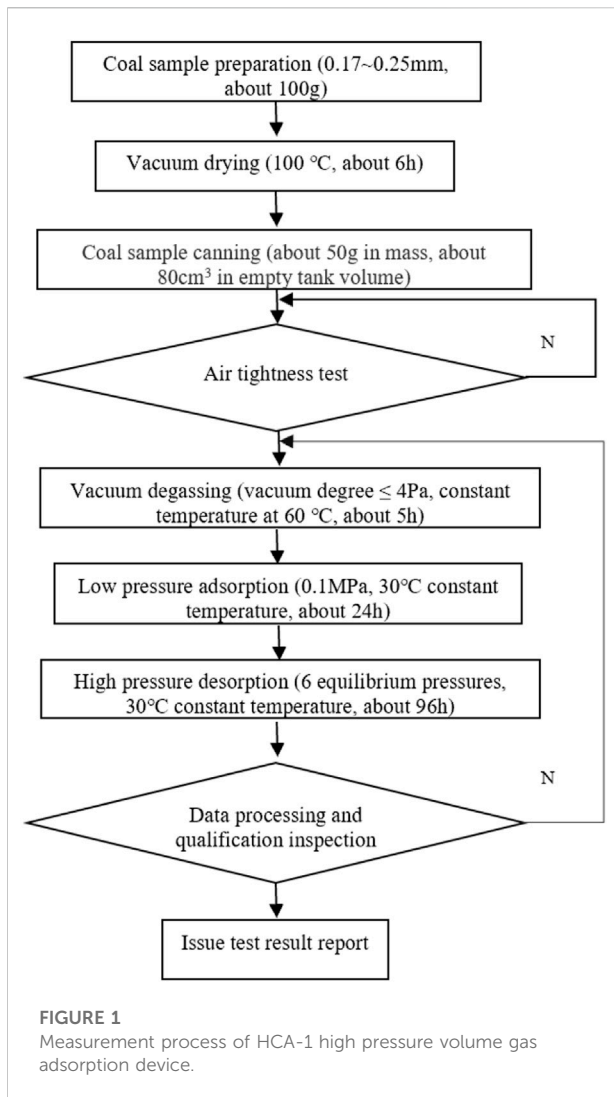 Coal sample preparation (0.17~0.25mm,
about 100g)
Vacuum drying (100 ℃, about 6h)
Coal sample canning (about 50g in mass, about
80cm³ in empty tank volume)
N
Air tightness test
Vacuum degassing (vacuum degree ≤ 4Pa, constant
temperature at 60 ℃, about 5h)
Low pressure adsorption (0.1MPa, 30℃ constant
temperature, about 24h)
High pressure desorption (6 equilibrium pressures,
30℃ constant temperature, about 96h)
N
Data processing and
qualification inspection
Issue test result report
FIGURE 1
Measurement process of HCA-1 high pressure volume gas
adsorption device.